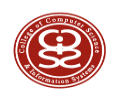 College of Computer Science
& Information Systems